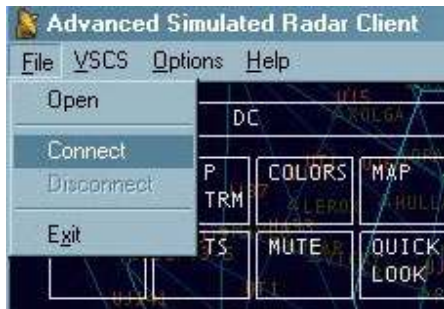 Advanced Simulated Radar Client
File VSCS Options Help
Open
Connect
Disconnect
Exit
DC
P
TRM
COLORS
MAP
TS
MUTE
QUICK
LOOK